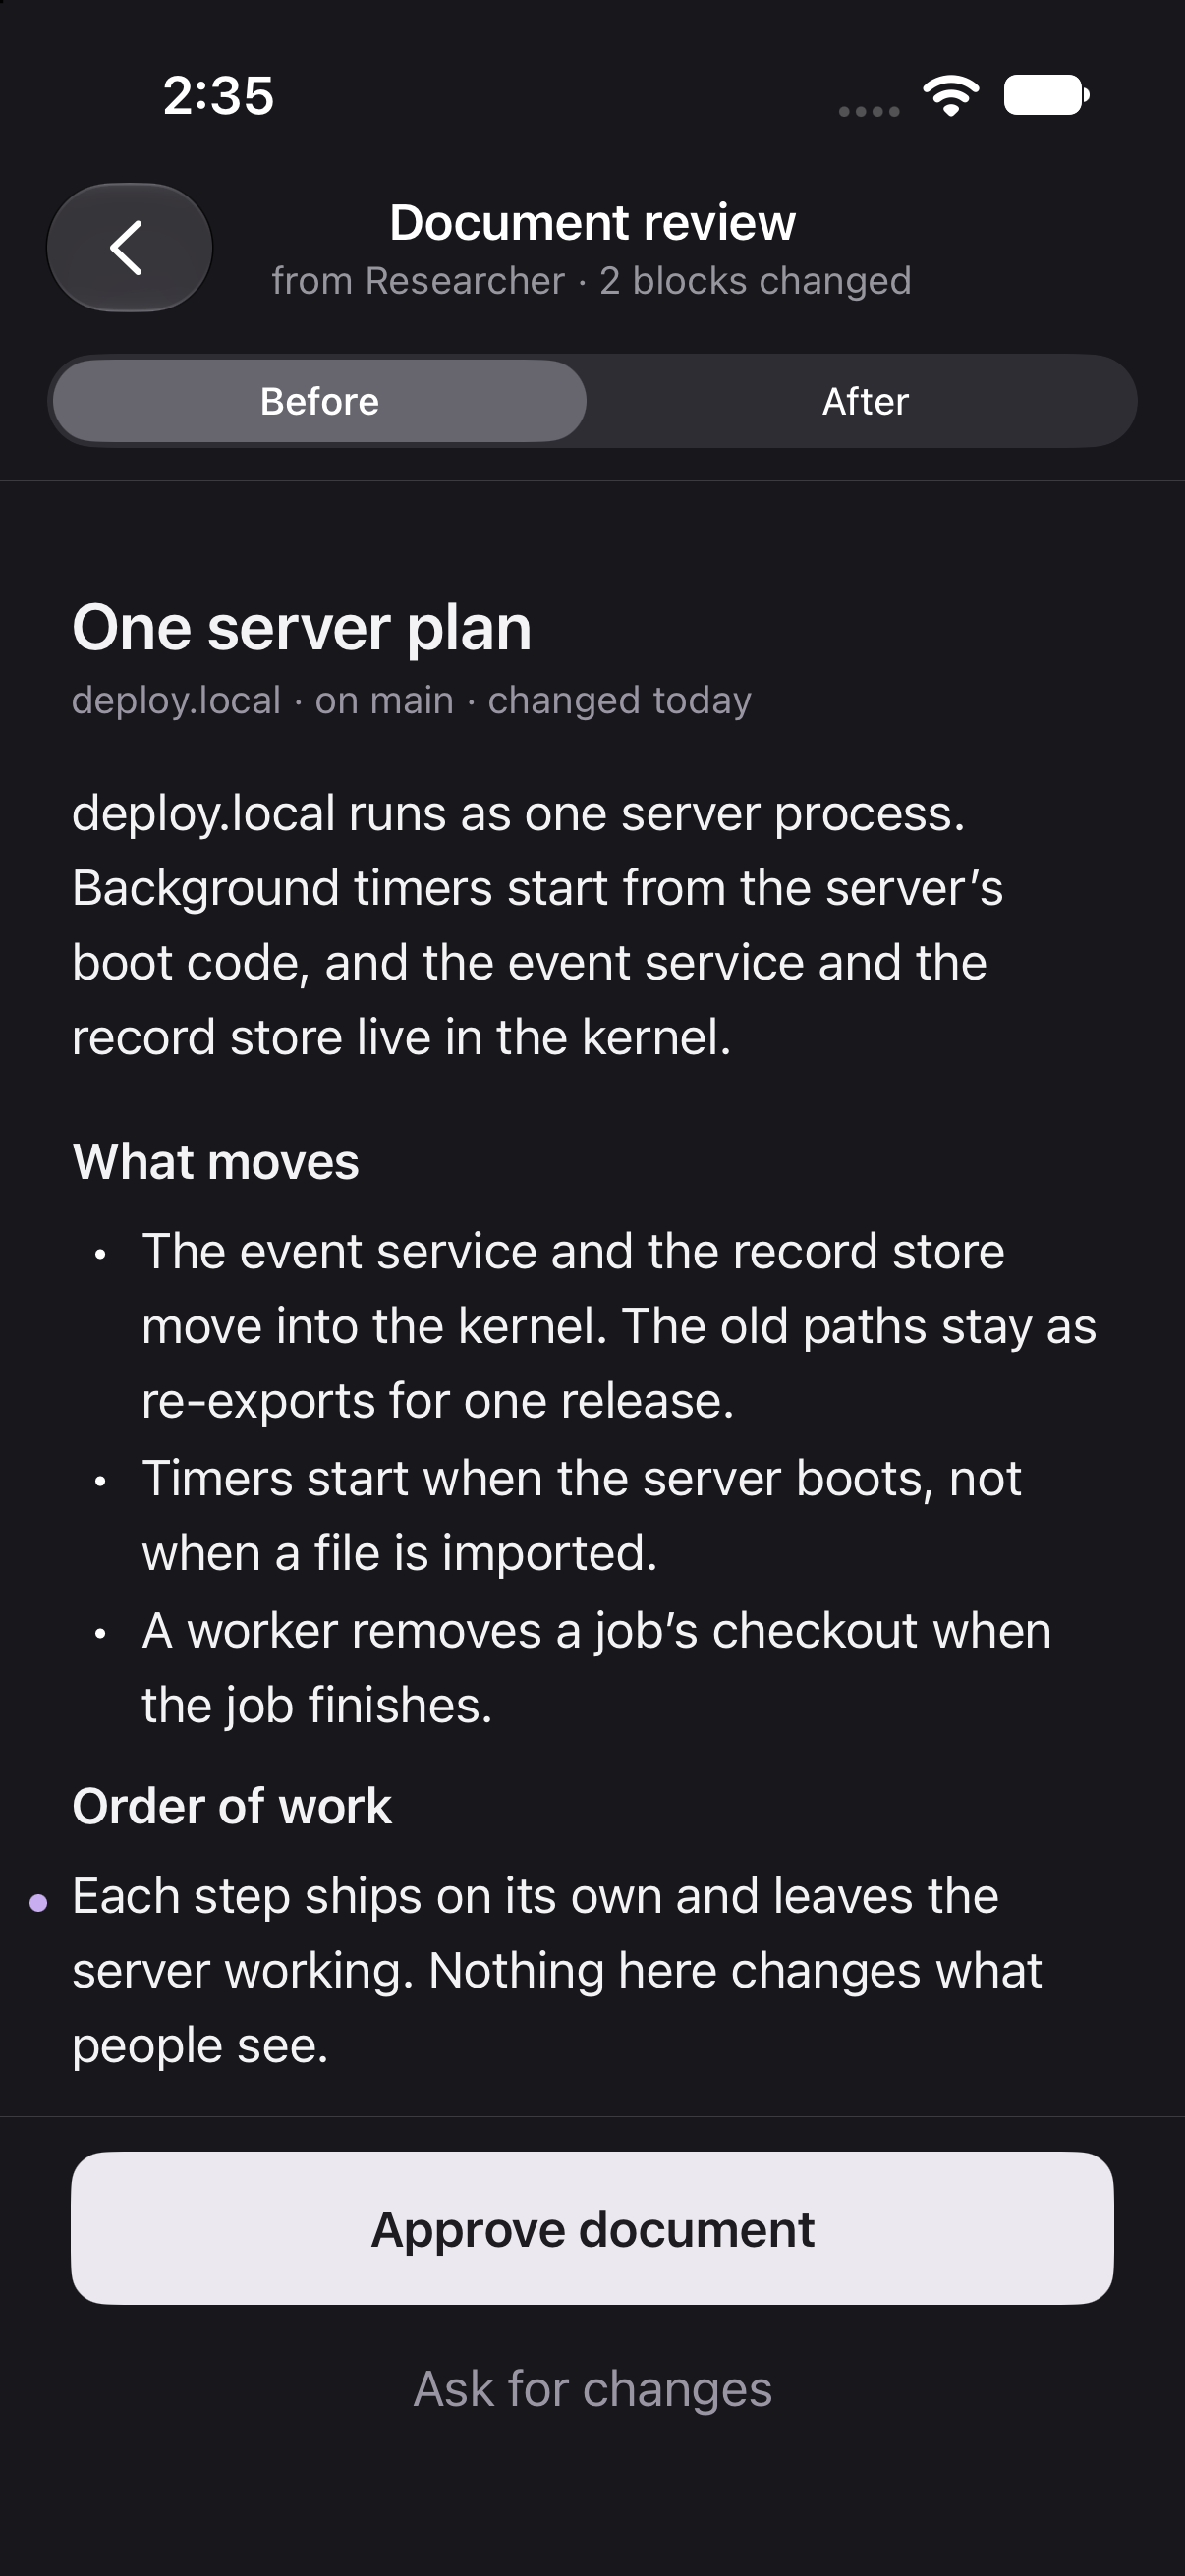 2:35
Document review
from Researcher · 2 blocks changed
Before
After
One server plan
deploy.local · on main · changed today
deploy.local runs as one server process.
Background timers start from the server’s
boot code, and the event service and the
record store live in the kernel.
What moves
• The event service and the record store
move into the kernel. The old paths stay as
re-exports for one release.
• Timers start when the server boots, not
when a file is imported.
• A worker removes a job’s checkout when
the job finishes.
Order of work
Each step ships on its own and leaves the
server working. Nothing here changes what
people see.
Approve document
Ask for changes